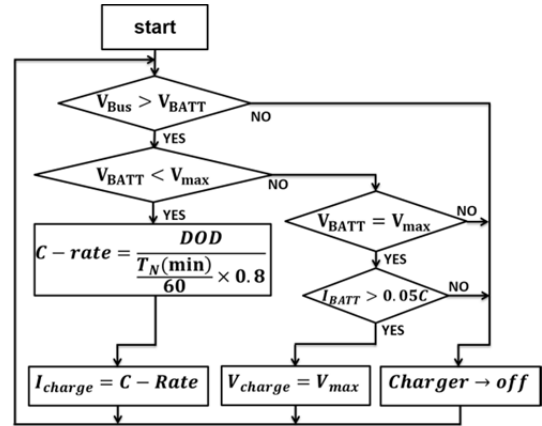 start
V_Bus > V_BATT
NO
YES
V_BATT < V_max
NO
YES
V_BATT = V_max
NO
YES
C − rate = DOD / (T_N(min)/60 × 0.8)
I_BATT > 0.05C
NO
YES
I_charge = C − Rate
V_charge = V_max
Charger → off